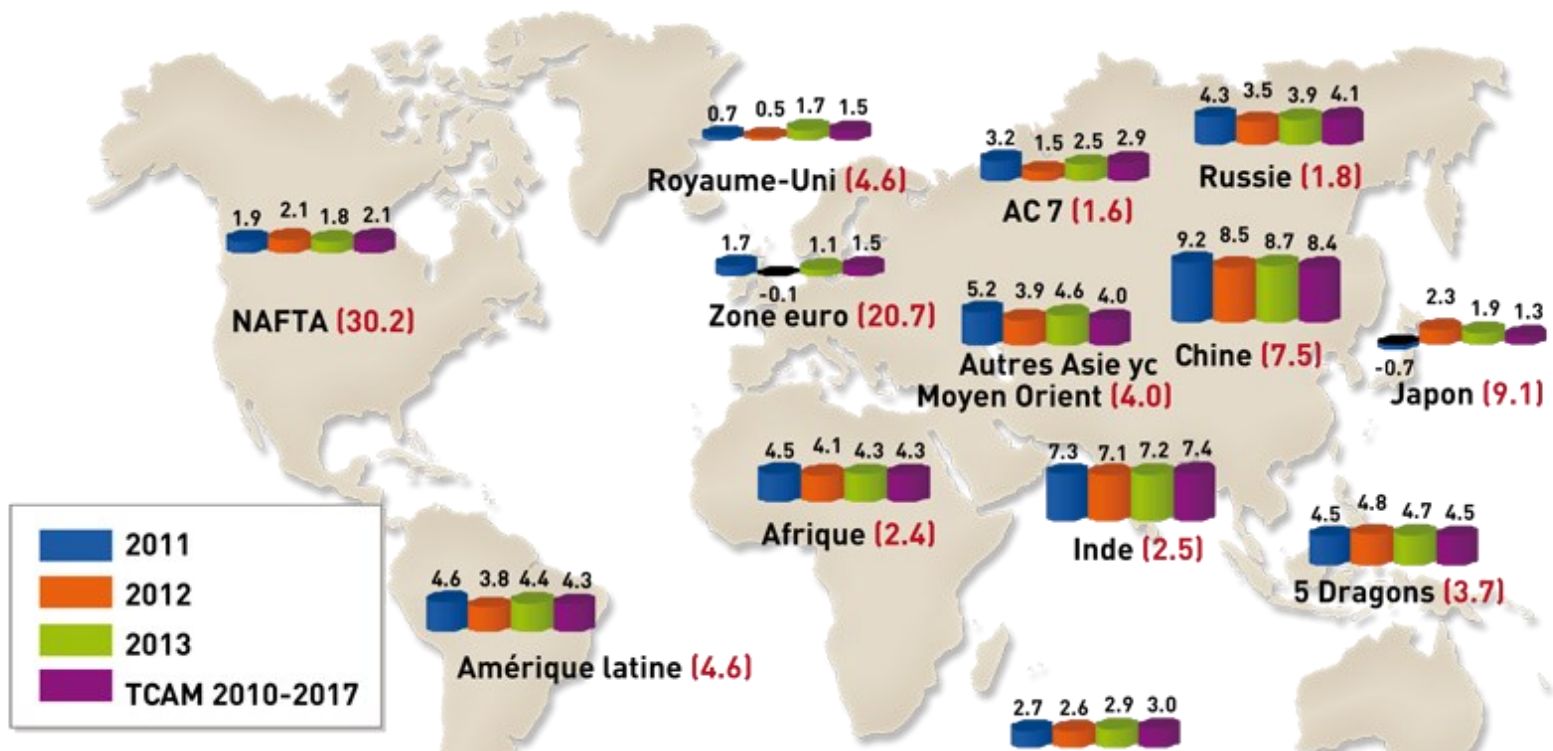 0.7 0.5 1.7 1.5
Royaume-Uni (4.6)
3.2 1.5 2.5 2.9
AC 7 (1.6)
4.3 3.5 3.9 4.1
Russie (1.8)
1.9 2.1 1.8 2.1
NAFTA (30.2)
1.7 -0.1 1.1 1.5
Zone euro (20.7)
5.2 3.9 4.6 4.0
Autres Asie yc
Moyen Orient (4.0)
9.2 8.5 8.7 8.4
Chine (7.5)
-0.7 2.3 1.9 1.3
Japon (9.1)
4.5 4.1 4.3 4.3
Afrique (2.4)
7.3 7.1 7.2 7.4
Inde (2.5)
4.5 4.8 4.7 4.5
5 Dragons (3.7)
4.6 3.8 4.4 4.3
Amérique latine (4.6)
2.7 2.6 2.9 3.0
2011
2012
2013
TCAM 2010-2017